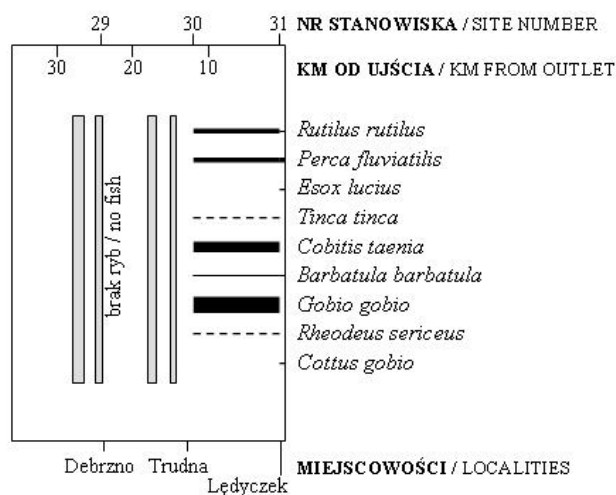 29 30 31 NR STANOWISKA / SITE NUMBER
30 20 10 KM OD UJŚCIA / KM FROM OUTLET
brak ryb / no fish
Rutilus rutilus
Perca fluviatilis
Esox lucius
Tinca tinca
Cobitis taenia
Barbatula barbatula
Gobio gobio
Rheodeus sericeus
Cottus gobio
Debrzno Trudna MIEJSCOWOŚCI / LOCALITIES
Lędyczek